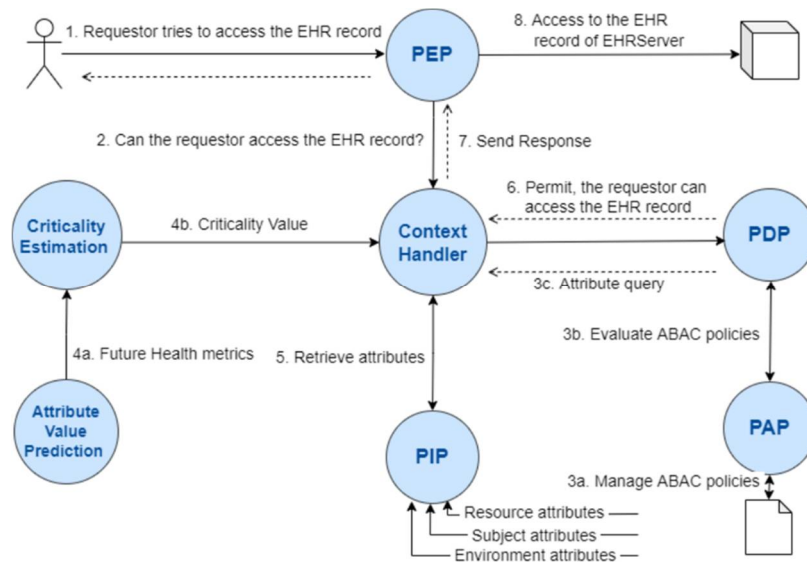 1. Requestor tries to access the EHR record
PEP
8. Access to the EHR
record of EHRServer
2. Can the requestor access the EHR record?
7. Send Response
6. Permit, the requestor can
access the EHR record
Criticality
Estimation
4b. Criticality Value
Context
Handler
PDP
3c. Attribute query
4a. Future Health metrics
5. Retrieve attributes
3b. Evaluate ABAC policies
Attribute
Value
Prediction
PIP
PAP
3a. Manage ABAC policies
Resource attributes
Subject attributes
Environment attributes